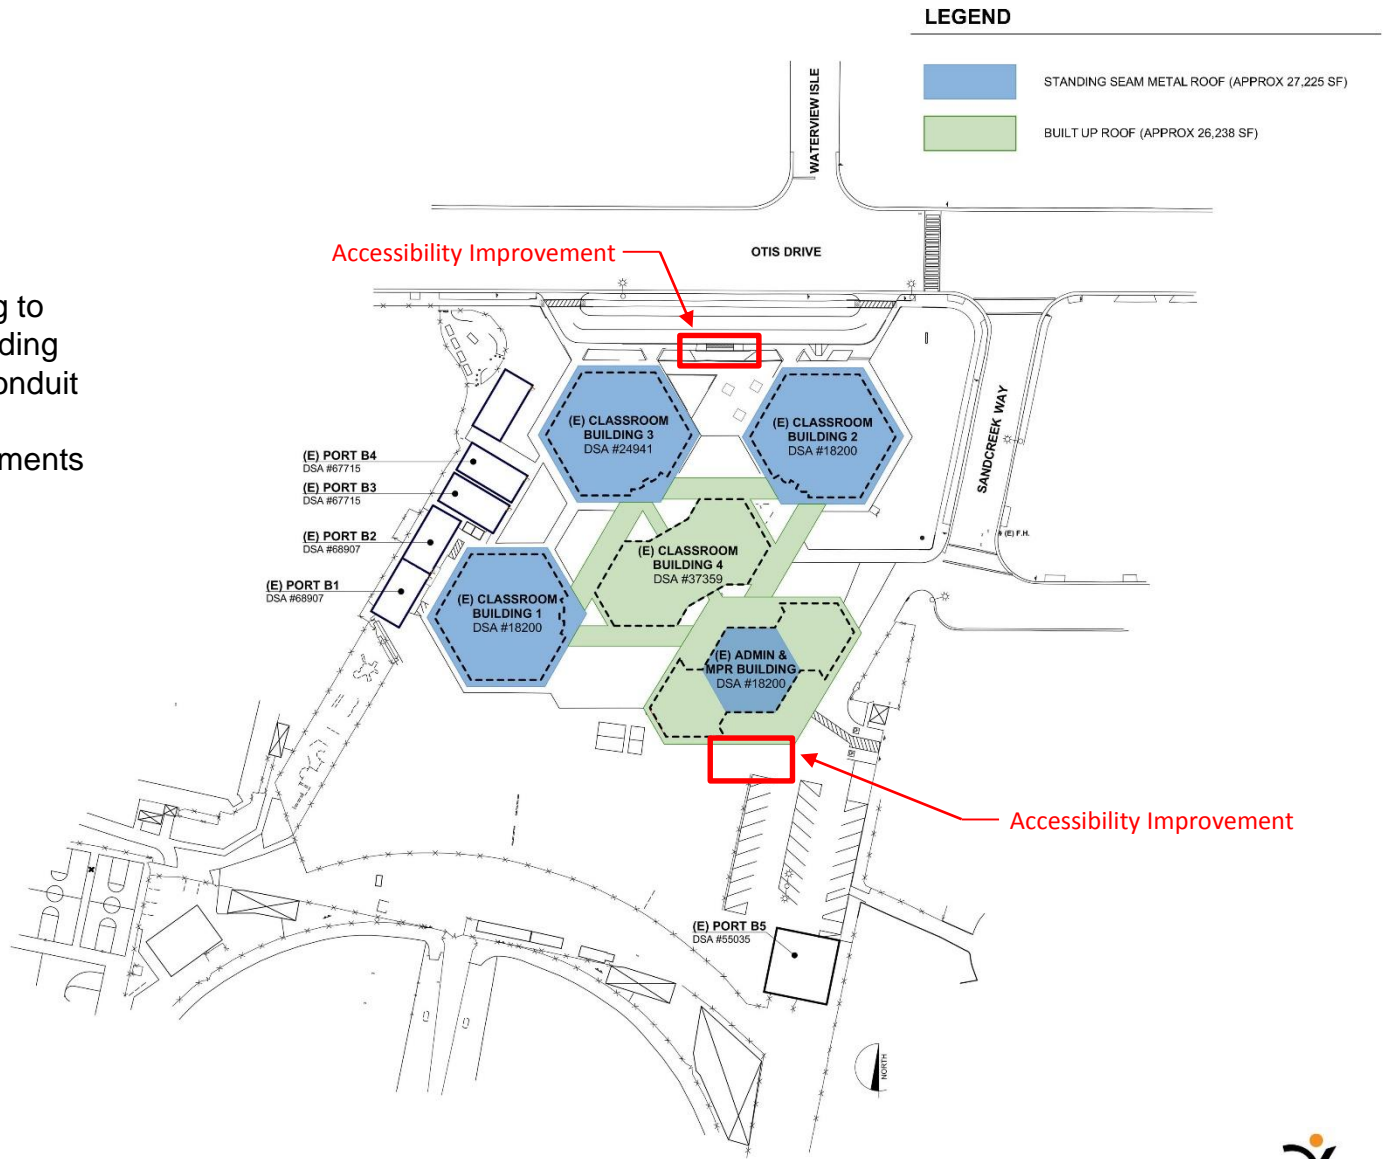 LEGEND
STANDING SEAM METAL ROOF (APPROX 27,225 SF)
BUILT UP ROOF (APPROX 26,238 SF)
WATERVIEW ISLE
OTIS DRIVE
Accessibility Improvement
g to
ding
onduit
ments
SANDCREEK WAY
(E) CLASSROOM
BUILDING 3
DSA #24941
(E) CLASSROOM
BUILDING 2
DSA #18200
(E) PORT B4
DSA #67715
(E) PORT B3
DSA #67715
(E) PORT B2
DSA #68907
(E) PORT B1
DSA #68907
(E) F.H.
(E) CLASSROOM
BUILDING 4
DSA #37359
(E) CLASSROOM
BUILDING 1
DSA #18200
(E) ADMIN &
MPR BUILDING
DSA #18200
Accessibility Improvement
(E) PORT B5
DSA #55035
NORTH